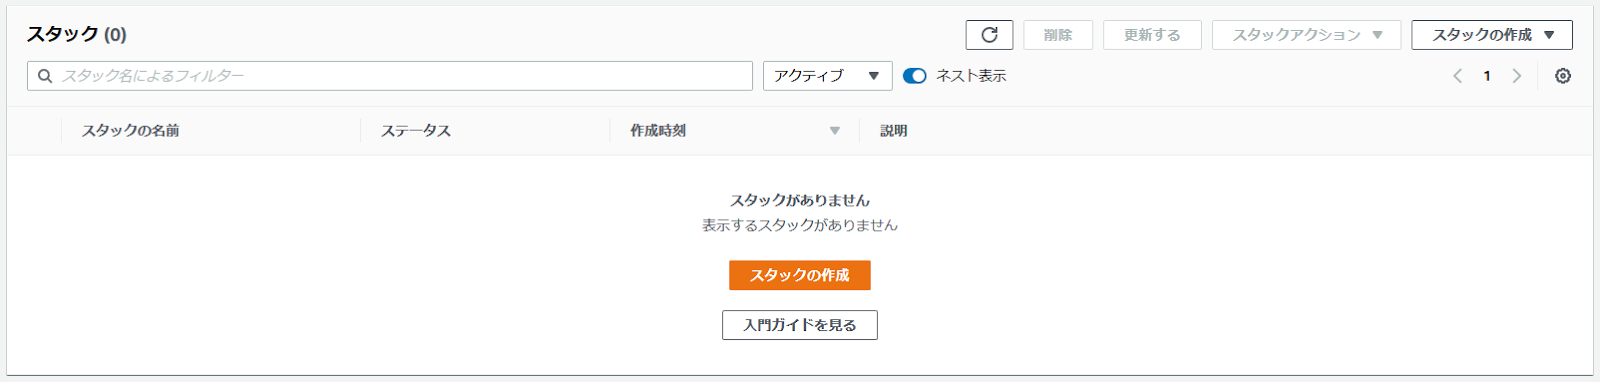 スタック (0)
削除
更新する
スタックアクション
スタックの作成
スタック名によるフィルター
アクティブ
ネスト表示
1
スタックの名前
ステータス
作成時刻
説明
スタックがありません
表示するスタックがありません
スタックの作成
入門ガイドを見る